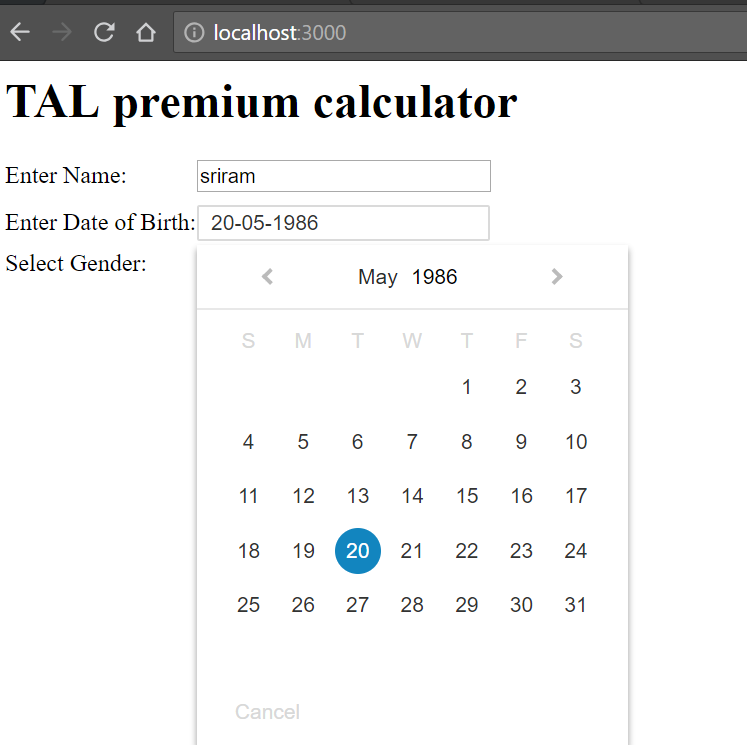 localhost:3000
TAL premium calculator
Enter Name: sriram
Enter Date of Birth: 20-05-1986
Select Gender:
May 1986
S M T W T F S
1 2 3
4 5 6 7 8 9 10
11 12 13 14 15 16 17
18 19 20 21 22 23 24
25 26 27 28 29 30 31
Cancel